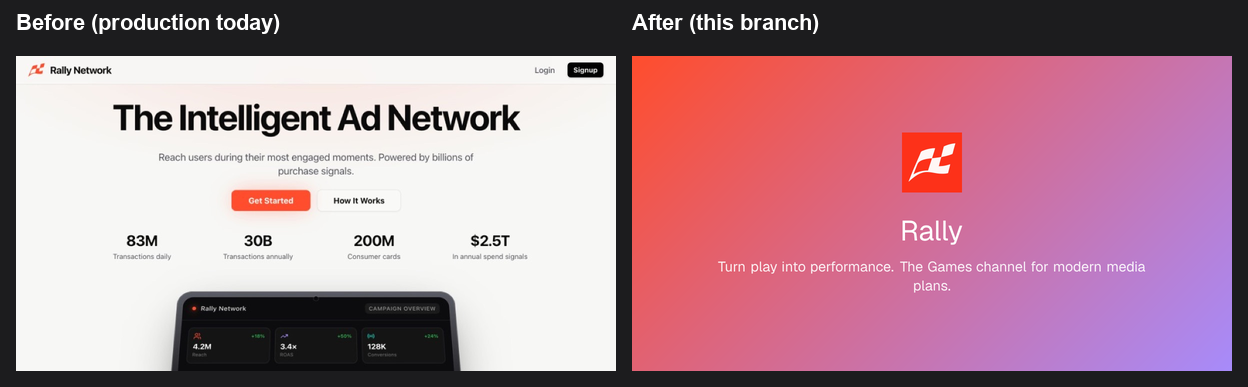 Before (production today)
After (this branch)
Rally Network
Login
Signup
The Intelligent Ad Network
Reach users during their most engaged moments. Powered by billions of
purchase signals.
Get Started
How It Works
83M
30B
200M
$2.5T
Transactions daily
Transactions annually
Consumer cards
In annual spend signals
Rally Network
CAMPAIGN OVERVIEW
+18%
+50%
+24%
4.2M
3.4×
128K
Reach
ROAS
Conversions
Rally
Turn play into performance. The Games channel for modern media
plans.